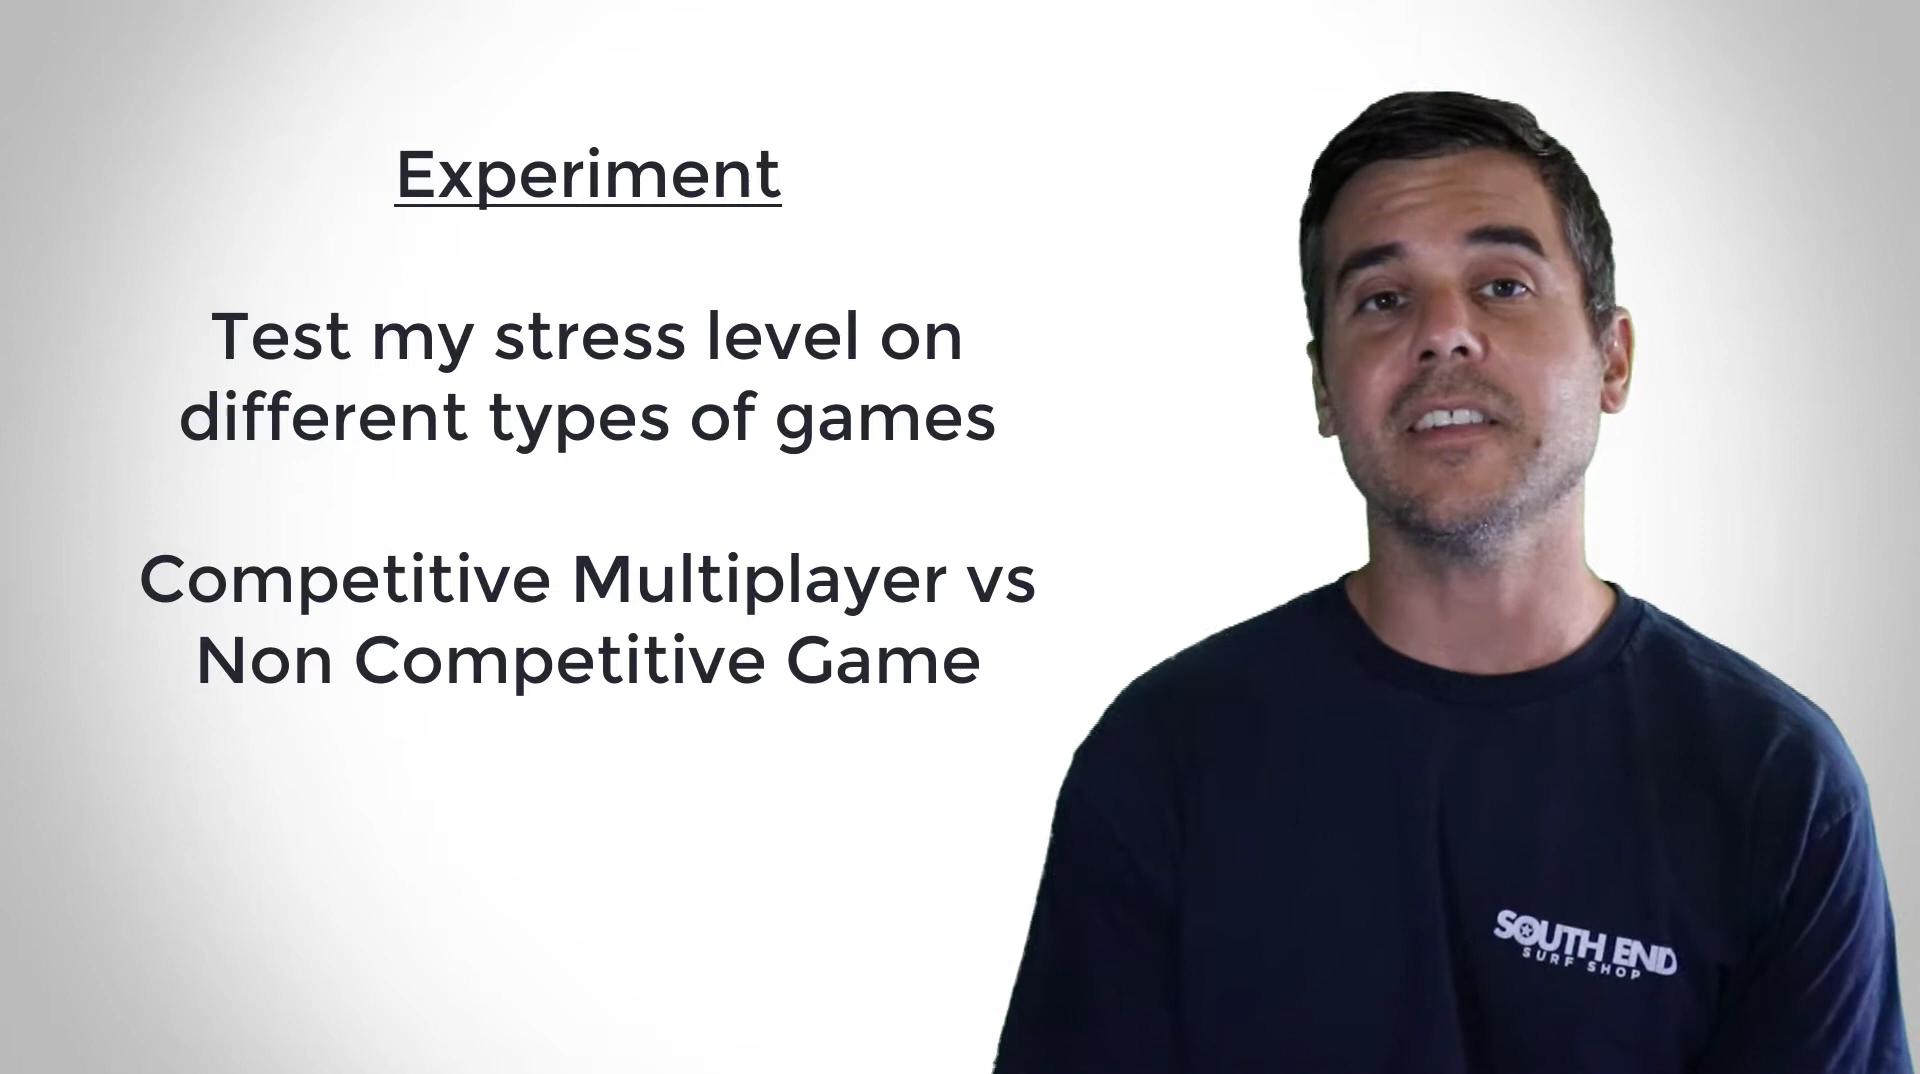 Experiment
Test my stress level on
different types of games
Competitive Multiplayer vs
Non Competitive Game
SOUTH END
SURF SHOP